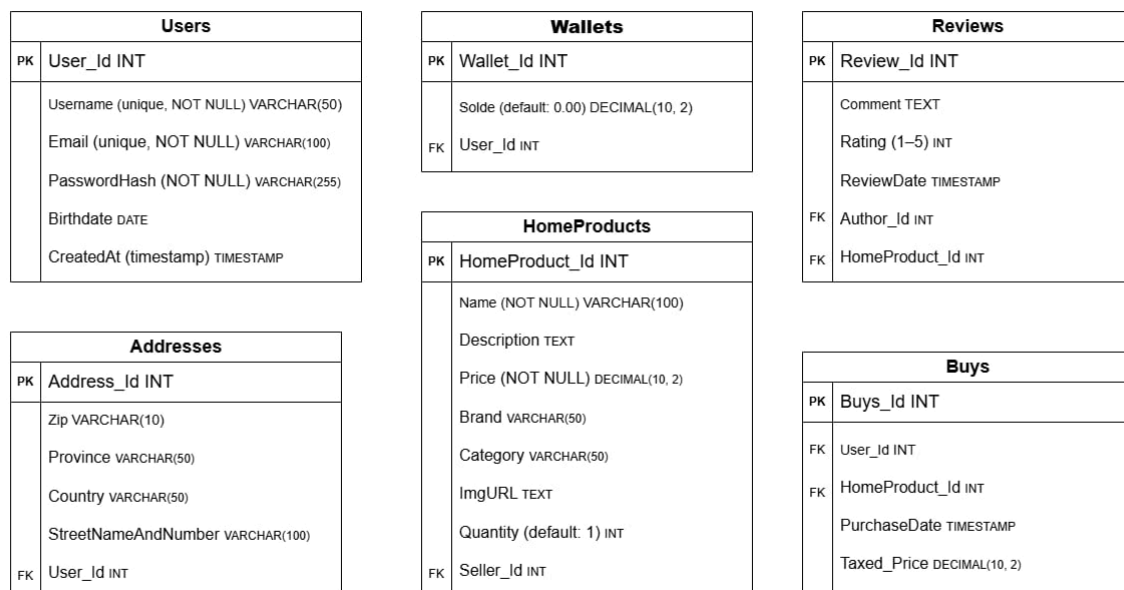 Users
PK User_Id INT
Username (unique, NOT NULL) VARCHAR(50)
Email (unique, NOT NULL) VARCHAR(100)
PasswordHash (NOT NULL) VARCHAR(255)
Birthdate DATE
CreatedAt (timestamp) TIMESTAMP
Addresses
PK Address_Id INT
Zip VARCHAR(10)
Province VARCHAR(50)
Country VARCHAR(50)
StreetNameAndNumber VARCHAR(100)
FK User_Id INT
Wallets
PK Wallet_Id INT
Solde (default: 0.00) DECIMAL(10, 2)
FK User_Id INT
HomeProducts
PK HomeProduct_Id INT
Name (NOT NULL) VARCHAR(100)
Description TEXT
Price (NOT NULL) DECIMAL(10, 2)
Brand VARCHAR(50)
Category VARCHAR(50)
ImgURL TEXT
Quantity (default: 1) INT
FK Seller_Id INT
Reviews
PK Review_Id INT
Comment TEXT
Rating (1–5) INT
ReviewDate TIMESTAMP
FK Author_Id INT
FK HomeProduct_Id INT
Buys
PK Buys_Id INT
FK User_Id INT
FK HomeProduct_Id INT
PurchaseDate TIMESTAMP
Taxed_Price DECIMAL(10, 2)